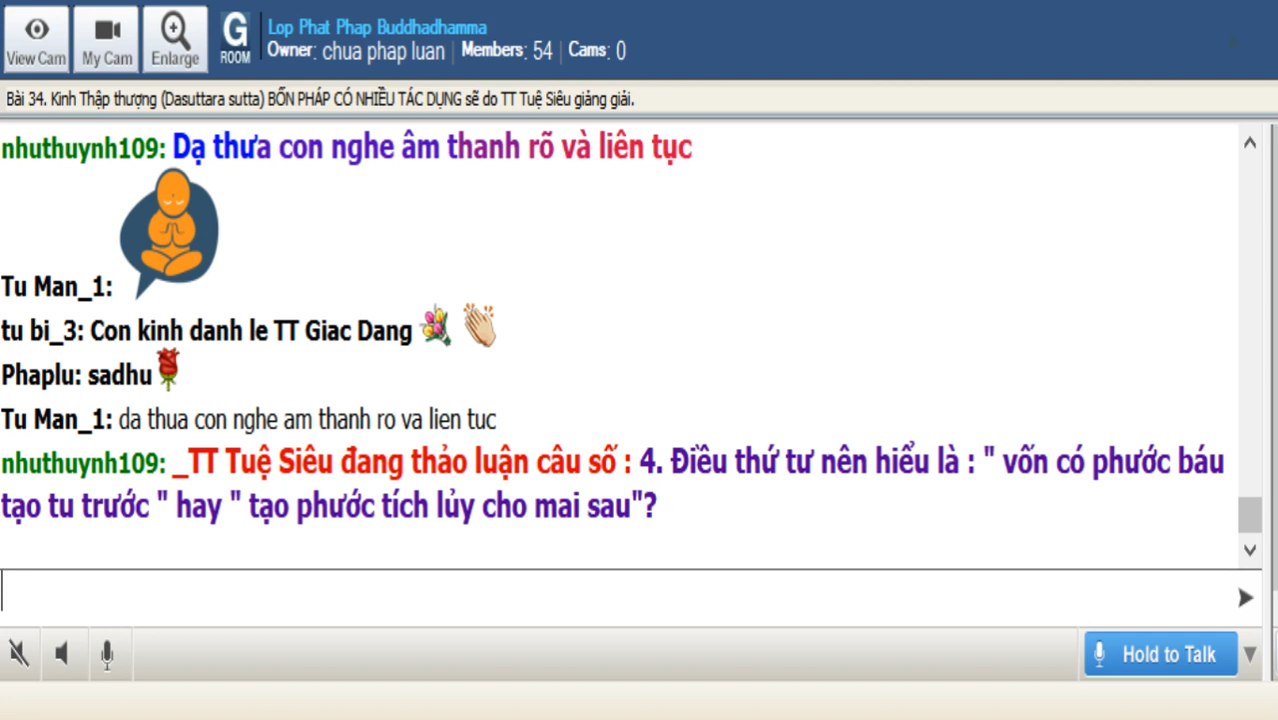 View Cam
My Cam
Enlarge
G
ROOM
Lop Phat Phap Buddhadhamma
Owner: chua phap luan | Members: 54 | Cams: 0
Bài 34. Kinh Thập thượng (Dasuttara sutta) BỐN PHÁP CÓ NHIỀU TÁC DỤNG sẽ do TT Tuệ Siêu giảng giải.
nhuthuynh109: Dạ thưa con nghe âm thanh rõ và liên tục
Tu Man_1:
tu bi_3: Con kinh danh le TT Giac Dang
Phaplu: sadhu
Tu Man_1: da thua con nghe am thanh ro va lien tuc
nhuthuynh109: _TT Tuệ Siêu đang thảo luận câu số : 4. Điều thứ tư nên hiểu là : " vốn có phước báu
tạo tu trước " hay " tạo phước tích lủy cho mai sau"?
Hold to Talk